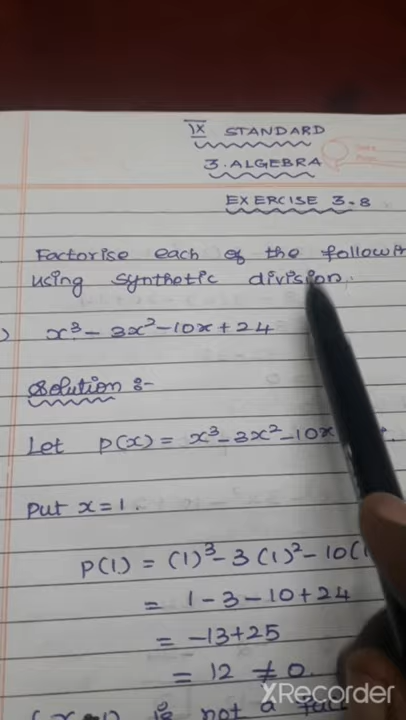 IX STANDARD
3. ALGEBRA
EXERCISE 3.8
Factorise each of the followin
using synthetic division.
) x³ - 3x² - 10x + 24
Solution :-
Let P(x) = x³ - 3x² - 10x
Put x = 1.
P(1) = (1)³ - 3(1)² - 10(1
= 1 - 3 - 10 + 24
= -13 + 25
= 12 ≠ 0.
is not a
XRecorder